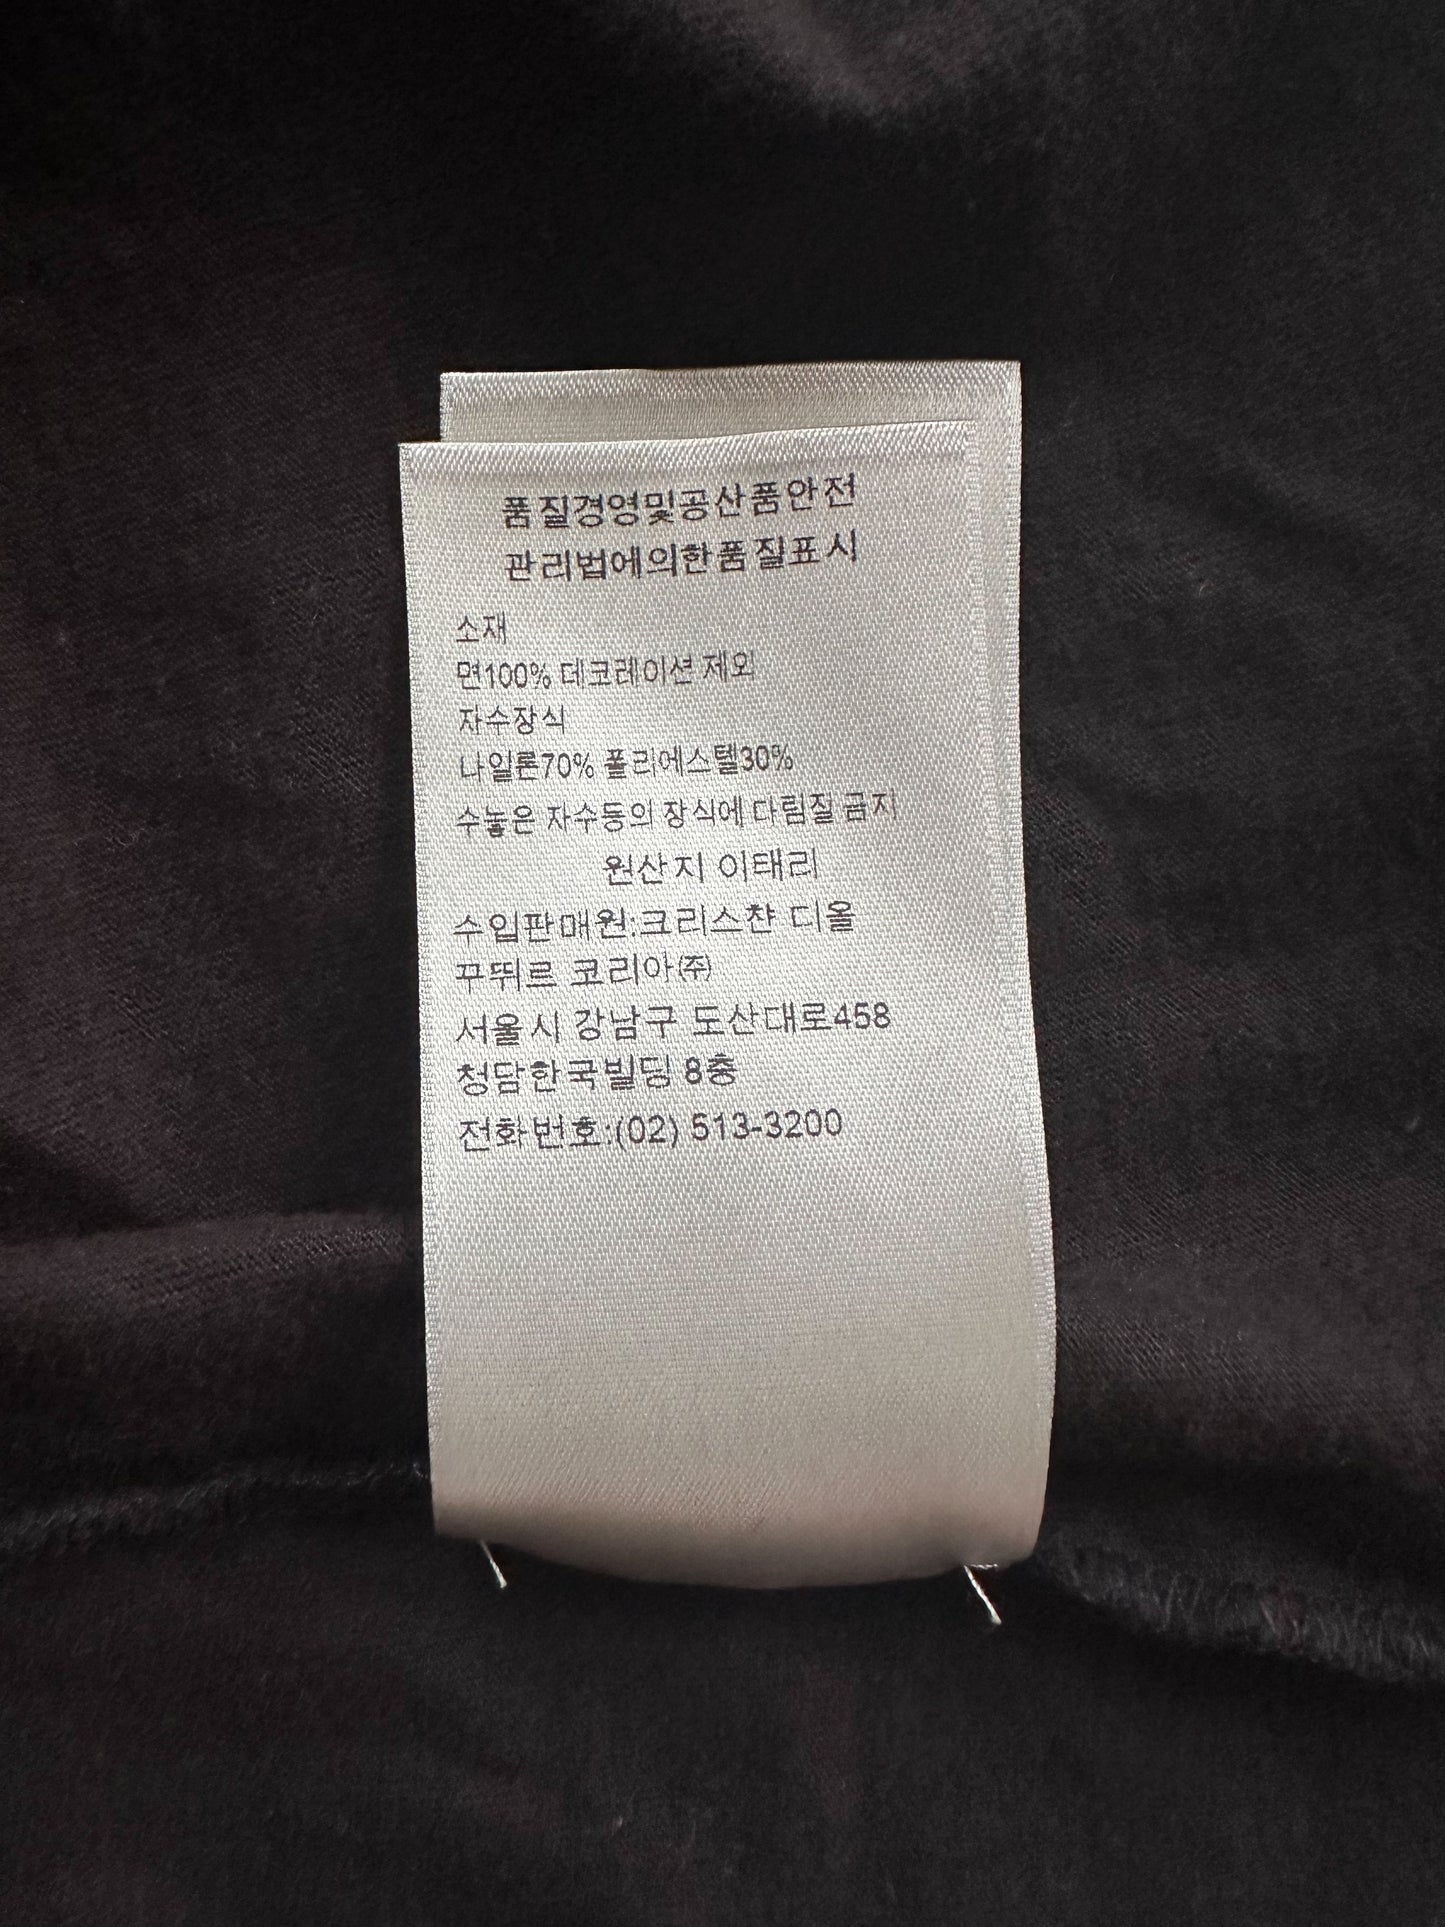 품질경영및공산품안전
관리법에의한품질표시
소재
면100% 데코레이션 제외
자수장식
나일론70% 폴리에스텔30%
수놓은 자수등의 장식에 다림질 금지
원산지 이태리
수입판매원:크리스챤 디올
꾸뛰르 코리아㈜
서울시 강남구 도산대로458
청담한국빌딩 8층
전화번호:(02) 513-3200